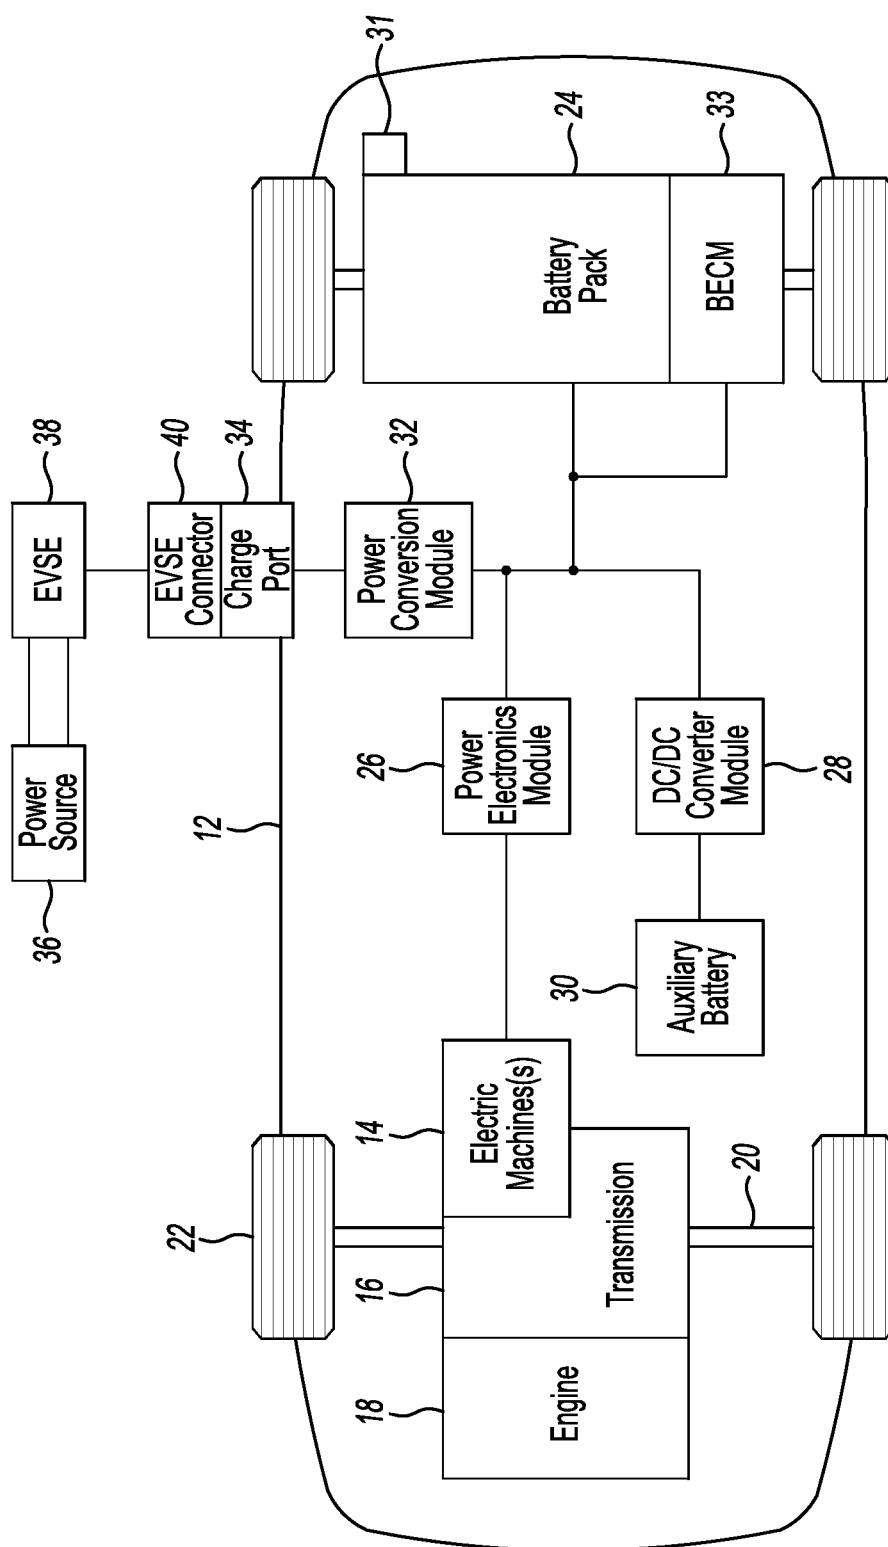 36
Power
Source
38
EVSE
40
EVSE
Connector
34
Charge
Port
12
32
Power
Conversion
Module
31
24
Battery
Pack
33
BECM
26
Power
Electronics
Module
28
DC/DC
Converter
Module
30
Auxiliary
Battery
22
14
Electric
Machines(s)
16
Transmission
18
Engine
20